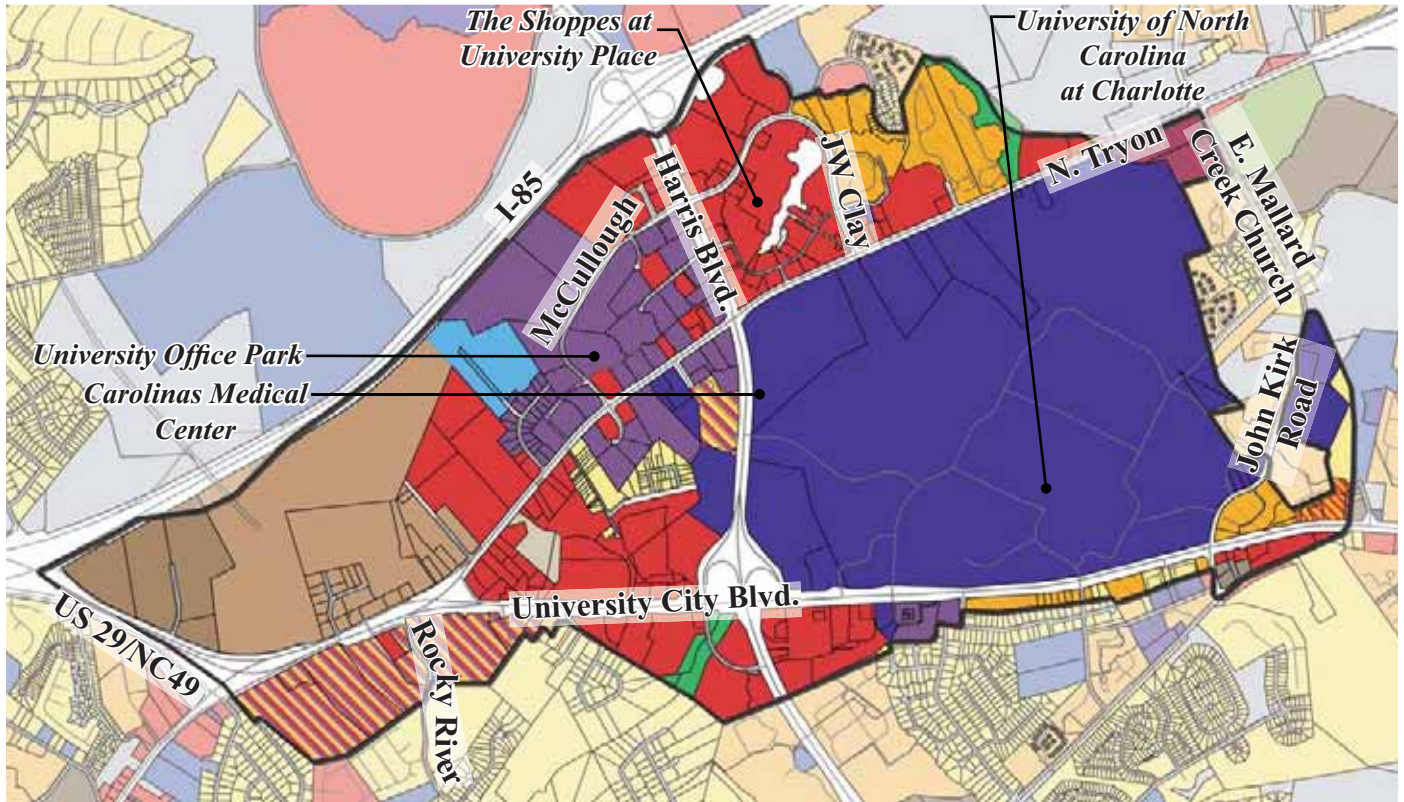 The Shoppes at
University Place
University of North
Carolina
at Charlotte
I-85
McCullough
Harris Blvd.
JW Clay
N. Tryon
E. Mallard
Creek Church
University Office Park
Carolinas Medical
Center
John Kirk
Road
University City Blvd.
US 29/NC49
Rocky River